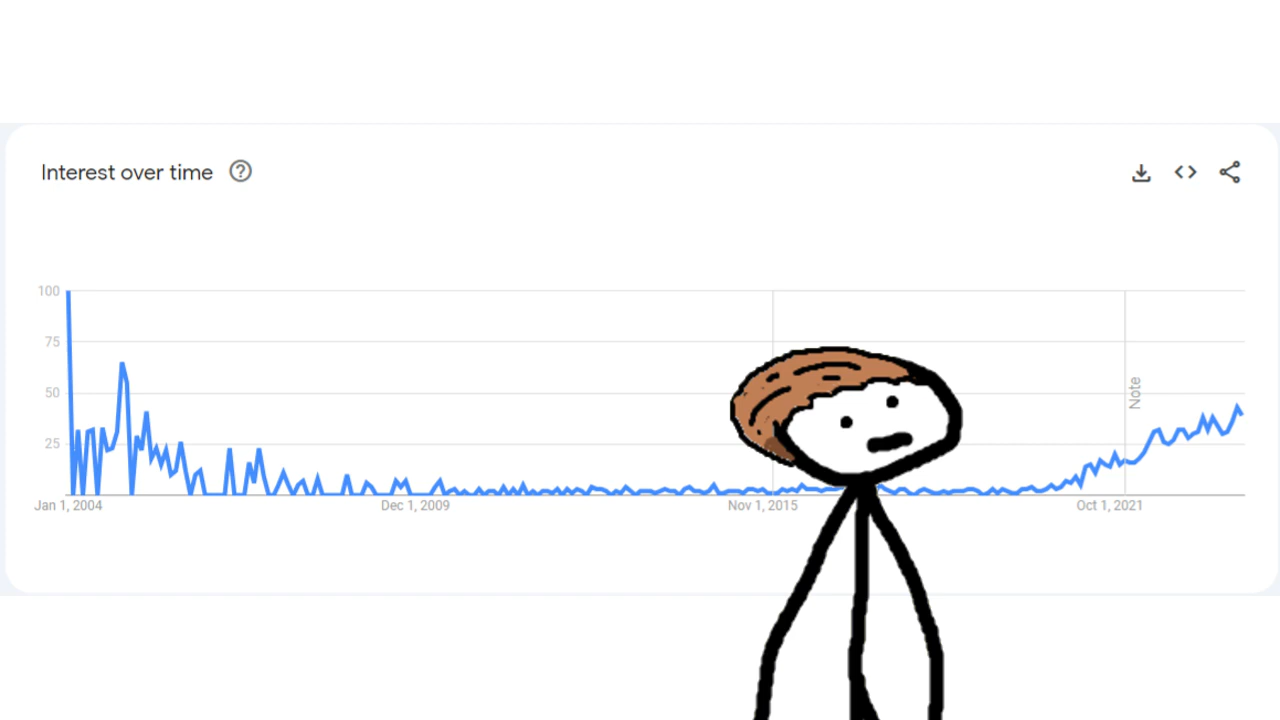 Interest over time
100
75
50
25
Note
Jan 1, 2004
Dec 1, 2009
Nov 1, 2015
Oct 1, 2021